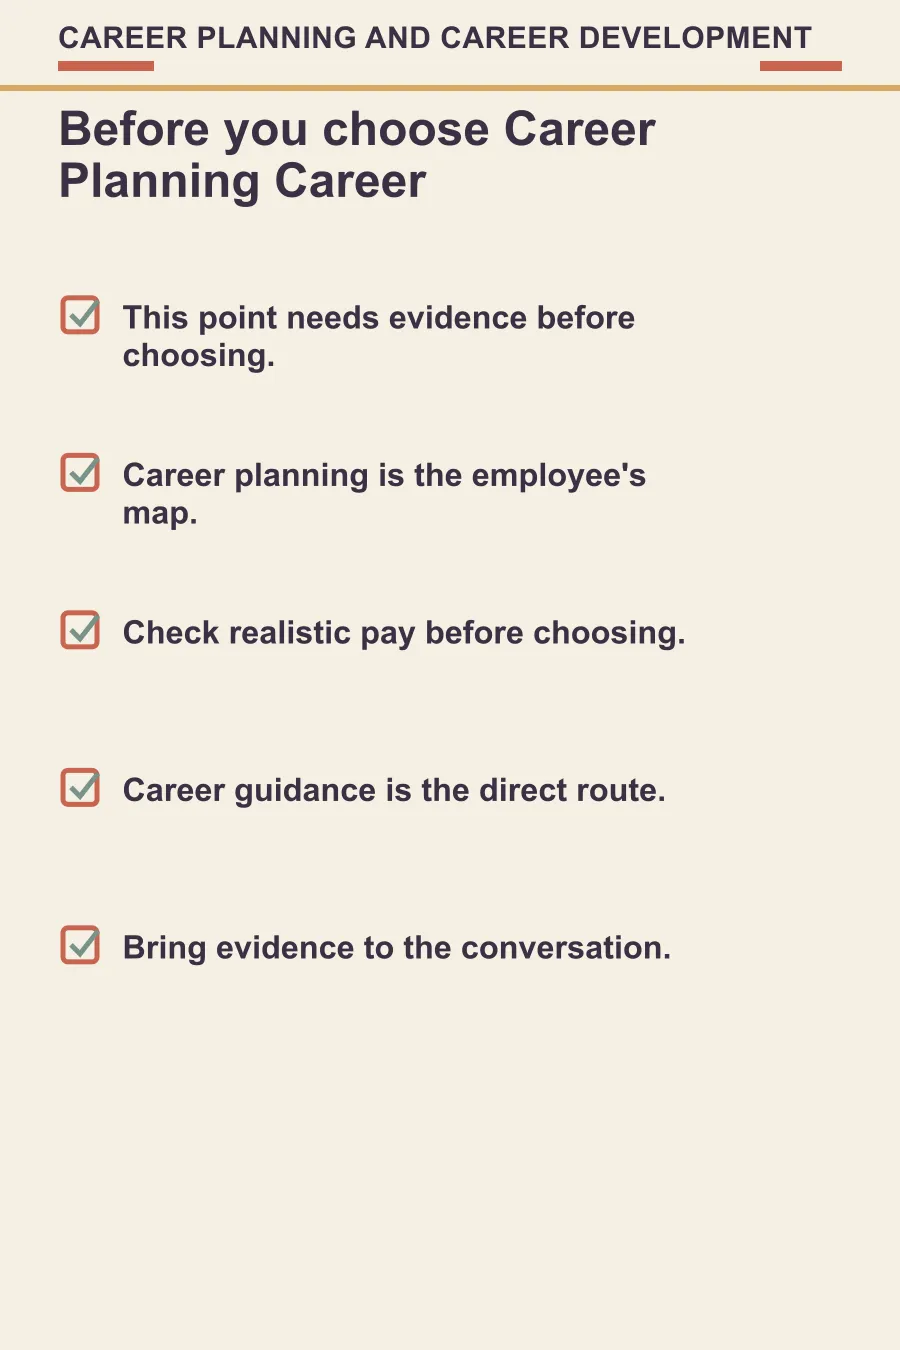 CAREER PLANNING AND CAREER DEVELOPMENT
Before you choose Career
Planning Career
This point needs evidence before
choosing.
Career planning is the employee's
map.
Check realistic pay before choosing.
Career guidance is the direct route.
Bring evidence to the conversation.